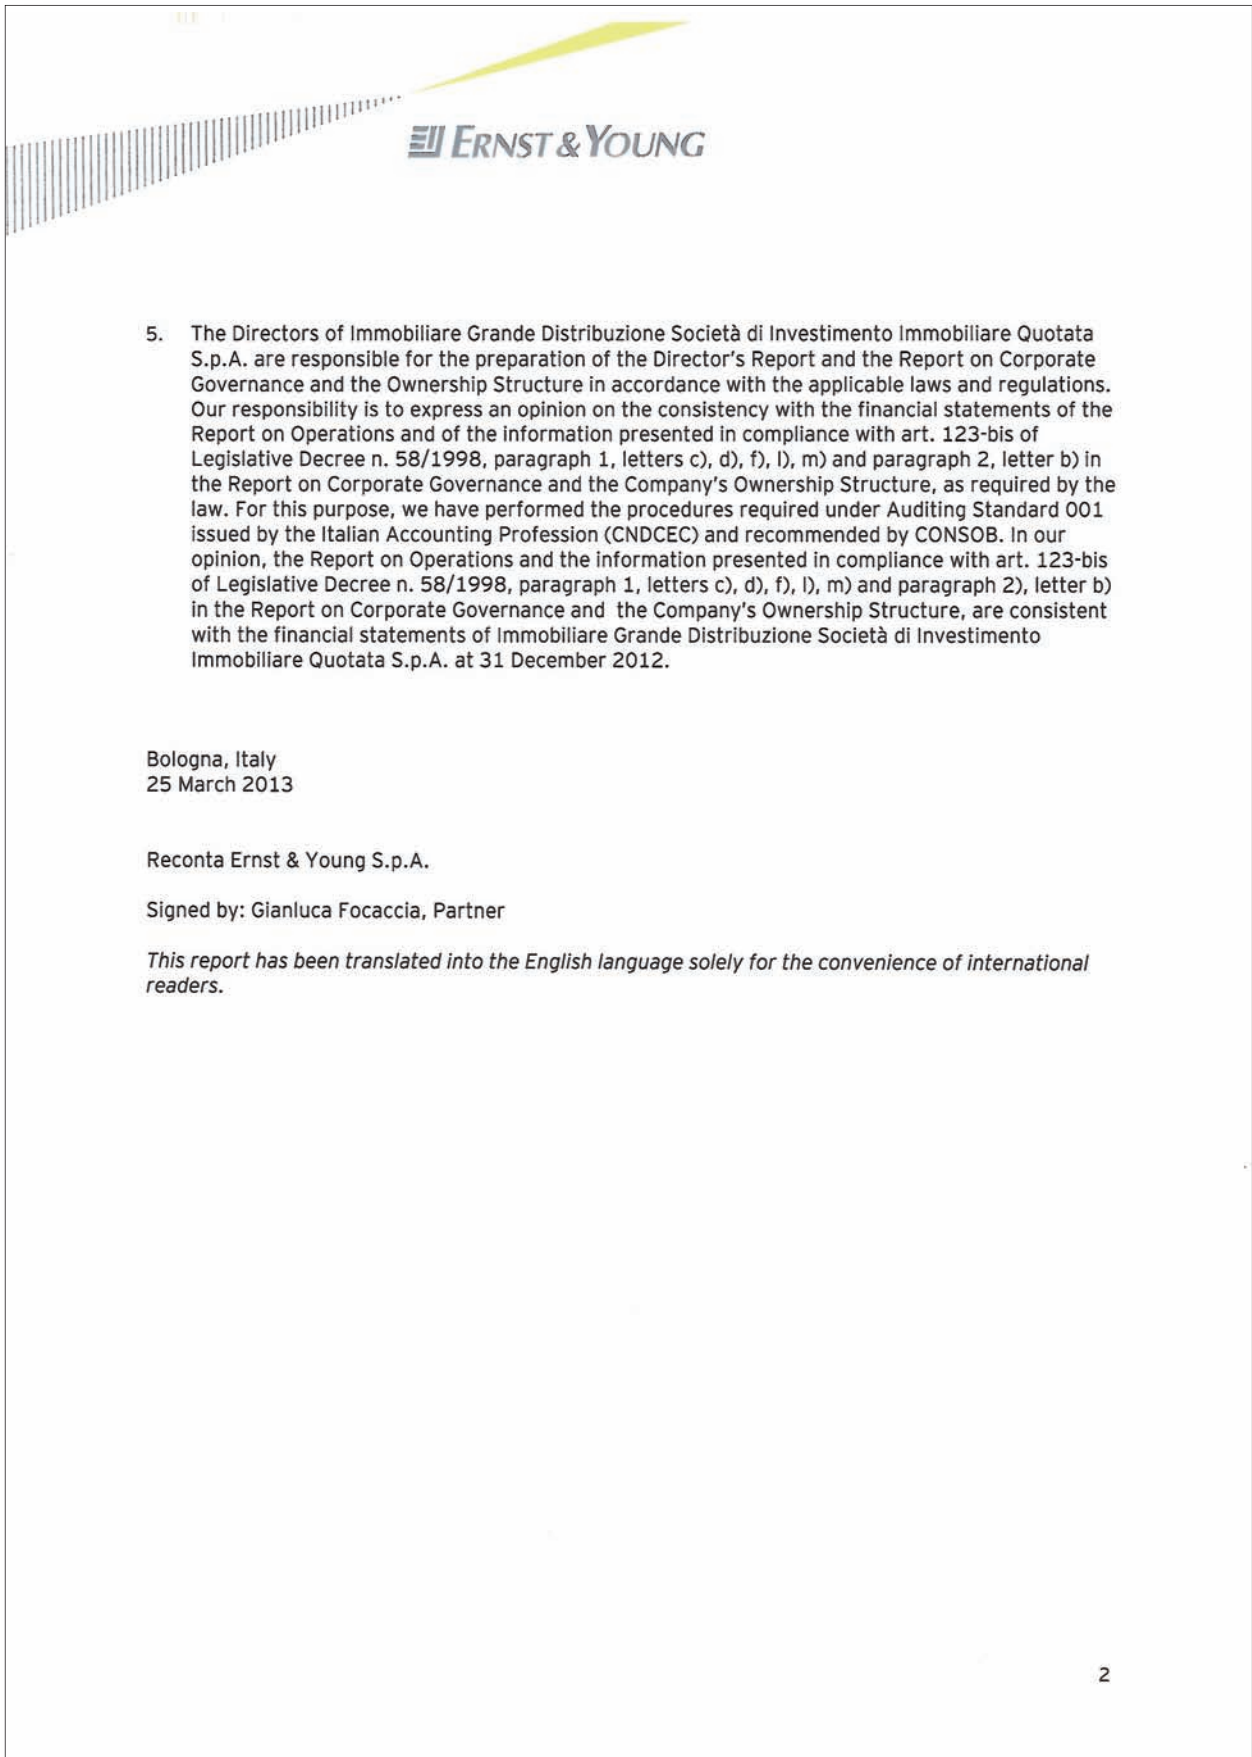 ERNST & YOUNG
5. The Directors of Immobiliare Grande Distribuzione Società di Investimento Immobiliare Quotata
S.p.A. are responsible for the preparation of the Director's Report and the Report on Corporate
Governance and the Ownership Structure in accordance with the applicable laws and regulations.
Our responsibility is to express an opinion on the consistency with the financial statements of the
Report on Operations and of the information presented in compliance with art. 123-bis of
Legislative Decree n. 58/1998, paragraph 1, letters c), d), f), l), m) and paragraph 2, letter b) in
the Report on Corporate Governance and the Company's Ownership Structure, as required by the
law. For this purpose, we have performed the procedures required under Auditing Standard 001
issued by the Italian Accounting Profession (CNDCEC) and recommended by CONSOB. In our
opinion, the Report on Operations and the information presented in compliance with art. 123-bis
of Legislative Decree n. 58/1998, paragraph 1, letters c), d), f), l), m) and paragraph 2), letter b)
in the Report on Corporate Governance and the Company's Ownership Structure, are consistent
with the financial statements of Immobiliare Grande Distribuzione Società di Investimento
Immobiliare Quotata S.p.A. at 31 December 2012.
Bologna, Italy
25 March 2013
Reconta Ernst & Young S.p.A.
Signed by: Gianluca Focaccia, Partner
This report has been translated into the English language solely for the convenience of international
readers.
2